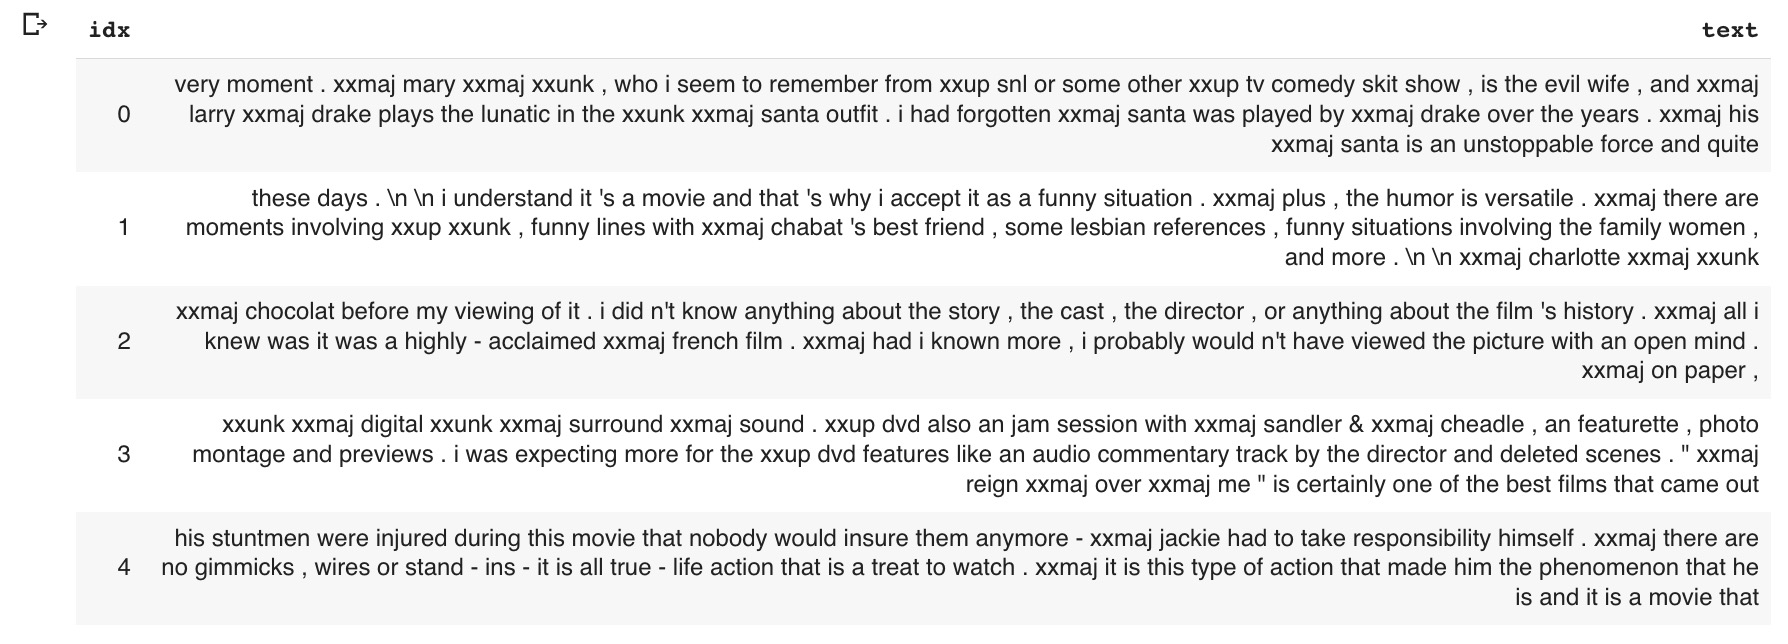 idx text
very moment . xxmaj mary xxmaj xxunk , who i seem to remember from xxup snl or some other xxup tv comedy skit show , is the evil wife , and xxmaj
0 larry xxmaj drake plays the lunatic in the xxunk xxmaj santa outfit . i had forgotten xxmaj santa was played by xxmaj drake over the years . xxmaj his
xxmaj santa is an unstoppable force and quite
these days . \n \n i understand it 's a movie and that 's why i accept it as a funny situation . xxmaj plus , the humor is versatile . xxmaj there are
1 moments involving xxup xxunk , funny lines with xxmaj chabat 's best friend , some lesbian references , funny situations involving the family women ,
and more . \n \n xxmaj charlotte xxmaj xxunk
xxmaj chocolat before my viewing of it . i did n't know anything about the story , the cast , the director , or anything about the film 's history . xxmaj all i
2 knew was it was a highly - acclaimed xxmaj french film . xxmaj had i known more , i probably would n't have viewed the picture with an open mind .
xxmaj on paper ,
xxunk xxmaj digital xxunk xxmaj surround xxmaj sound . xxup dvd also an jam session with xxmaj sandler & xxmaj cheadle , an featurette , photo
3 montage and previews . i was expecting more for the xxup dvd features like an audio commentary track by the director and deleted scenes . " xxmaj
reign xxmaj over xxmaj me " is certainly one of the best films that came out
his stuntmen were injured during this movie that nobody would insure them anymore - xxmaj jackie had to take responsibility himself . xxmaj there are
4 no gimmicks , wires or stand - ins - it is all true - life action that is a treat to watch . xxmaj it is this type of action that made him the phenomenon that he
is and it is a movie that